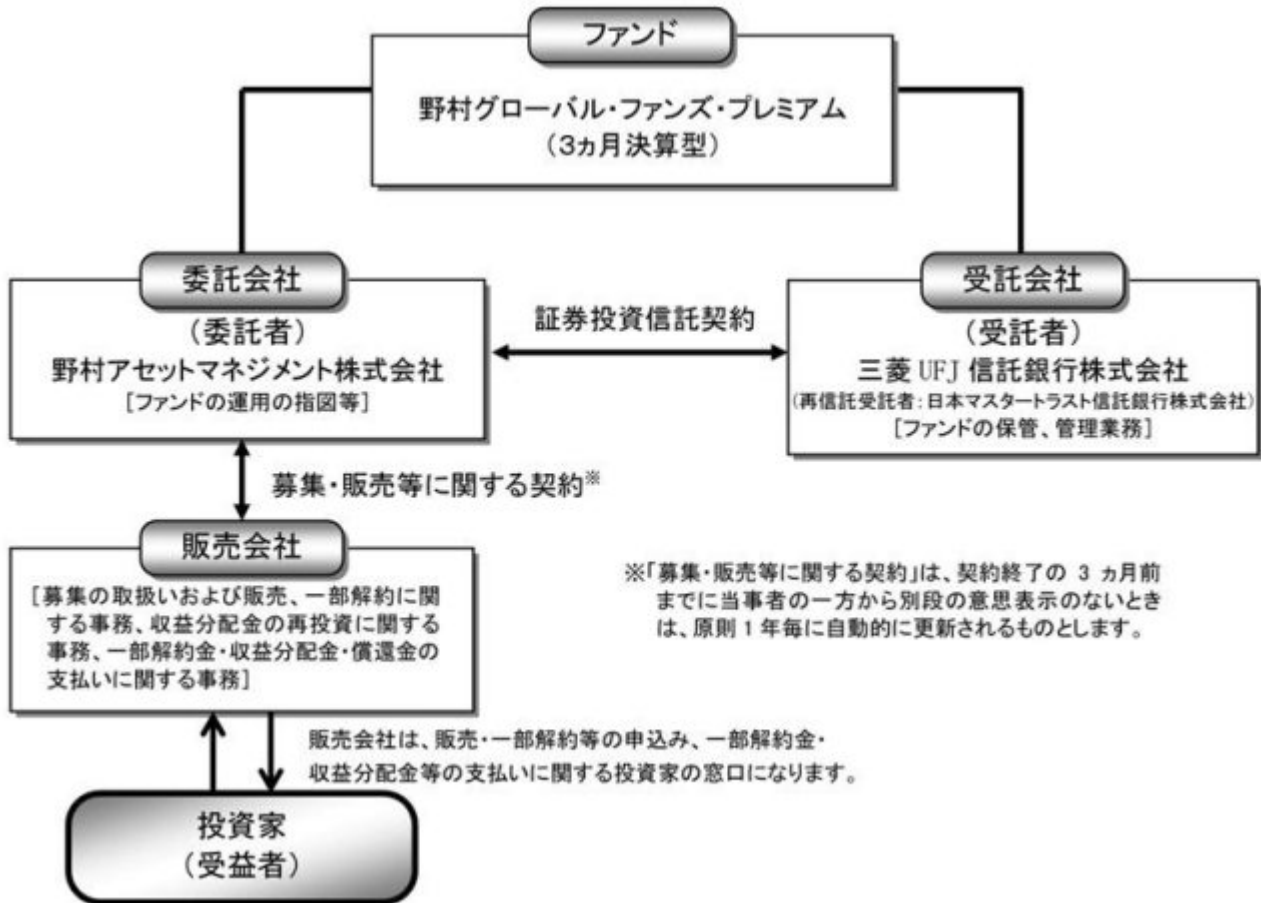 ファンド
野村グローバル・ファンズ・プレミアム
(3ヵ月決算型)
委託会社
(委託者)
野村アセットマネジメント株式会社
[ファンドの運用の指図等]
証券投資信託契約
受託会社
(受託者)
三菱 UFJ 信託銀行株式会社
(再信託受託者:日本マスタートラスト信託銀行株式会社)
[ファンドの保管、管理業務]
募集・販売等に関する契約※
販売会社
[募集の取扱いおよび販売、一部解約に関
する事務、収益分配金の再投資に関する
事務、一部解約金・収益分配金・償還金の
支払いに関する事務]
※「募集・販売等に関する契約」は、契約終了の 3 ヵ月前
までに当事者の一方から別段の意思表示のないとき
は、原則 1 年毎に自動的に更新されるものとします。
販売会社は、販売・一部解約等の申込み、一部解約金・
収益分配金等の支払いに関する投資家の窓口になります。
投資家
(受益者)